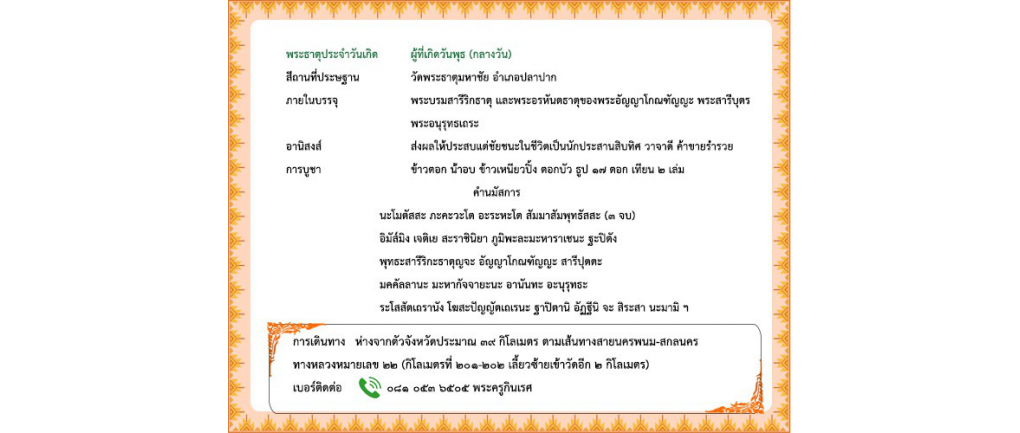 พระธาตุประจำวันเกิด ผู้ที่เกิดวันพุธ (กลางวัน)
สถานที่ประดิษฐาน วัดพระธาตุมหาชัย อำเภอปลาปาก
ภายในบรรจุ พระบรมสารีริกธาตุ และพระอรหันตธาตุของพระอัญญาโกณฑัญญะ พระสารีบุตร
พระอนุรุทธเถระ
อานิสงส์ ส่งผลให้ประสบแต่ชัยชนะในชีวิตเป็นนักประสานสิบทิศ วาจาดี ค้าขายร่ำรวย
การบูชา ข้าวตอก น้ำอบ ข้าวเหนียวปิ้ง ดอกบัว ธูป ๑๗ ดอก เทียน ๒ เล่ม
คำนมัสการ
นะโมตัสสะ ภะคะวะโต อะระหะโต สัมมาสัมพุทธัสสะ (๓ จบ)
อิมัส์มิง เจติเย สะราชินิยา ภูมิพะละมะหาราเชนะ ฐะปิตัง
พุทธะสารีริกะธาตุญจะ อัญญาโกณฑัญญะ สารีปุตตะ
มคคัลลานะ มะหากัจจายะนะ อานันทะ อะนุรุทธะ
ระโสสัตเถรานัง โฆสะปัญญัตเถเรนะ ฐาปิตานิ อัฏฐีนิ จะ สิระสา นะมามิ ฯ
การเดินทาง ห่างจากตัวจังหวัดประมาณ ๓๙ กิโลเมตร ตามเส้นทางสายนครพนม-สกลนคร
ทางหลวงหมายเลข ๒๒ (กิโลเมตรที่ ๒๐๑-๒๐๒ เลี้ยวซ้ายเข้าวัดอีก ๒ กิโลเมตร)
เบอร์ติดต่อ ๐๘๑ ๐๕๓ ๖๕๐๕ พระครูกินเรศ